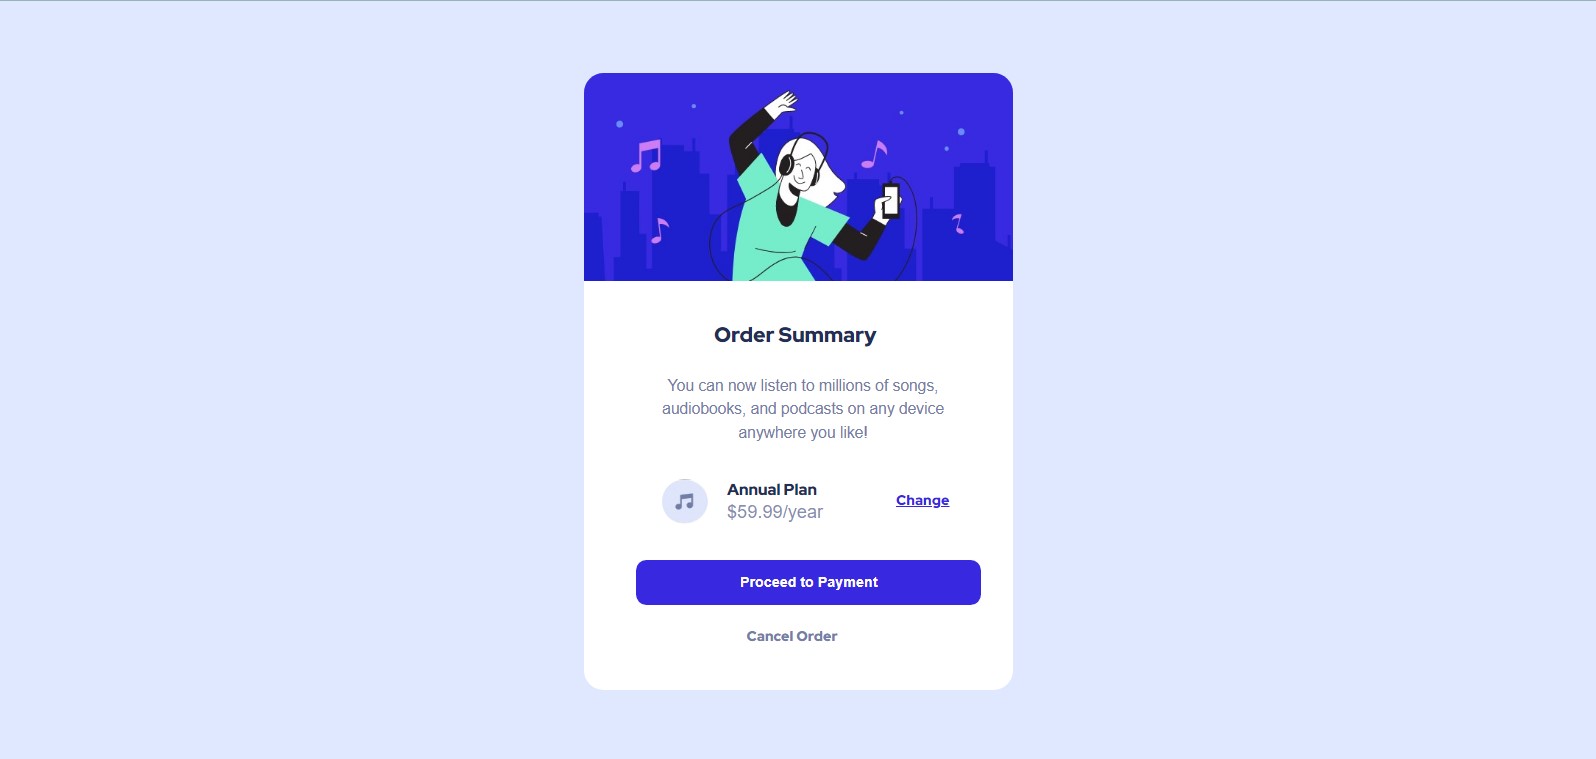 Order Summary
You can now listen to millions of songs,
audiobooks, and podcasts on any device
anywhere you like!
Annual Plan
$59.99/year
Change
Proceed to Payment
Cancel Order